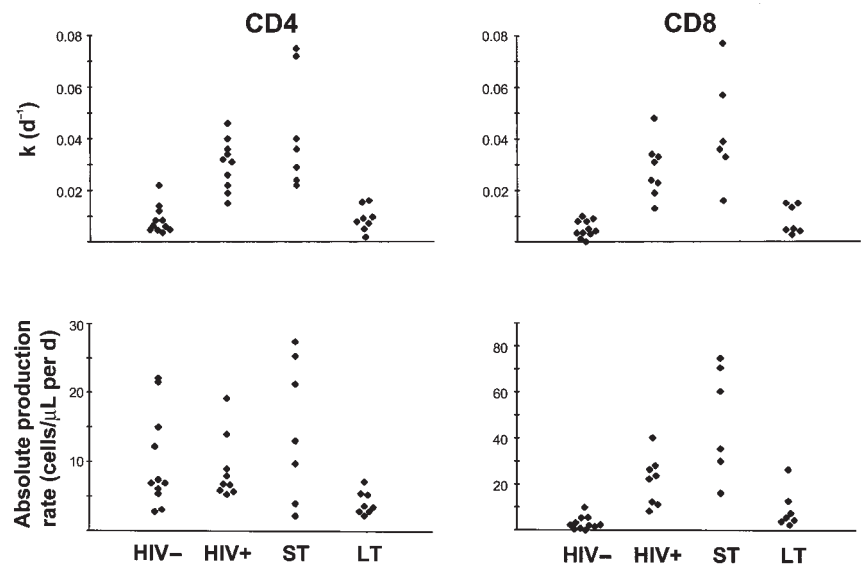 CD4
CD8
k (d⁻¹)
0.08
0.06
0.04
0.02
0.08
0.06
0.04
0.02
Absolute production
rate (cells/μL per d)
30
20
10
80
60
40
20
HIV– HIV+ ST LT
HIV– HIV+ ST LT